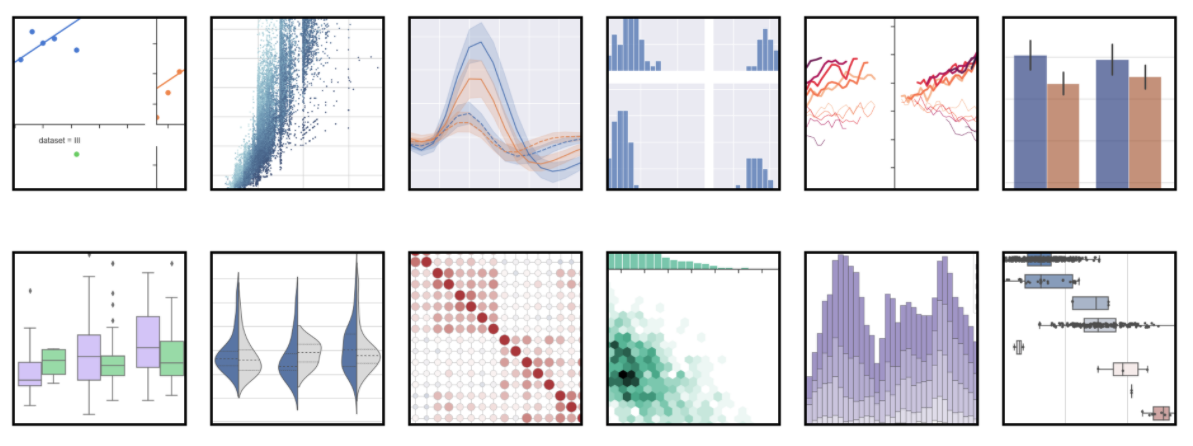 dataset = III